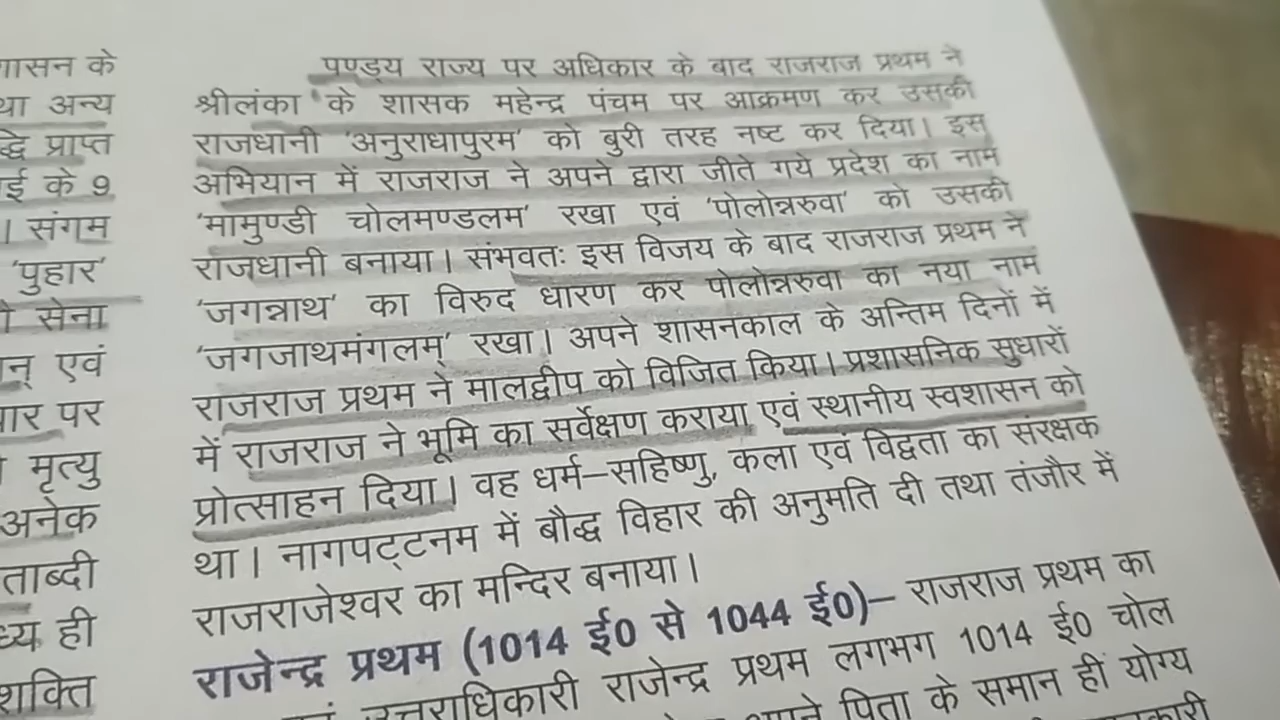 शासन के
था अन्य
प्राप्त
ई के 9
। संगम
'पुहार'
सेना
एवं
पर
मृत्यु
अनेक
ताब्दी
ही
शक्ति
पण्ड्य राज्य पर अधिकार के बाद राजराज प्रथम ने
श्रीलंका के शासक महेन्द्र पंचम पर आक्रमण कर उसकी
राजधानी 'अनुराधापुरम' को बुरी तरह नष्ट कर दिया। इस
अभियान में राजराज ने अपने द्वारा जीते गये प्रदेश का नाम
'मामुण्डी चोलमण्डलम' रखा एवं 'पोलोन्नरुवा' को उसकी
राजधानी बनाया। संभवतः इस विजय के बाद राजराज प्रथम ने
'जगन्नाथ' का विरुद धारण कर पोलोन्नरुवा का नया नाम
'जगजाथमंगलम्' रखा। अपने शासनकाल के अन्तिम दिनों में
राजराज प्रथम ने मालद्वीप को विजित किया। प्रशासनिक सुधारों
में राजराज ने भूमि का सर्वेक्षण कराया एवं स्थानीय स्वशासन को
प्रोत्साहन दिया। वह धर्म–सहिष्णु, कला एवं विद्वता का संरक्षक
था। नागपट्टनम में बौद्ध विहार की अनुमति दी तथा तंजौर में
राजराजेश्वर का मन्दिर बनाया।
राजेन्द्र प्रथम (1014 ई0 से 1044 ई0)– राजराज प्रथम का
उत्तराधिकारी राजेन्द्र प्रथम लगभग 1014 ई0 चोल
अपने पिता के समान ही योग्य